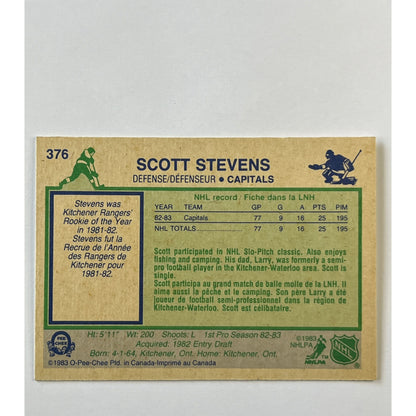 376
SCOTT STEVENS
DEFENSE/DÉFENSEUR • CAPITALS
Stevens was
Kitchener Rangers'
Rookie of the Year
in 1981-82.
Stevens fut la
Recrue de l'Année
des Rangers de
Kitchener pour
1981-82.
NHL record / Fiche dans la LNH
YEAR TEAM GP G A PTS PIM
82-83 Capitals 77 9 16 25 195
NHL TOTALS 77 9 16 25 195
Scott participated in NHL Slo-Pitch classic. Also enjoys
fishing and camping. His dad, Larry, was formerly a semi-
pro football player in the Kitchener-Waterloo area. Scott
is single.
Scott participa au grand match de balle molle de la LNH. Il
aime aussi la pêche et le camping. Son père Larry a été
joueur de football semi-professionnel dans la région de
Kitchener-Waterloo. Scott est célibataire.
O PEE CHEE
Ht: 5'11" Wt: 200 Shoots: L 1st Pro Season 82-83
Acquired: 1982 Entry Draft
Born: 4-1-64, Kitchener, Ont. Home: Kitchener, Ont.
©1983 O-Pee-Chee Ptd. in Canada-Imprimé au Canada
©1983
NHLPA
NHLPA
NHL